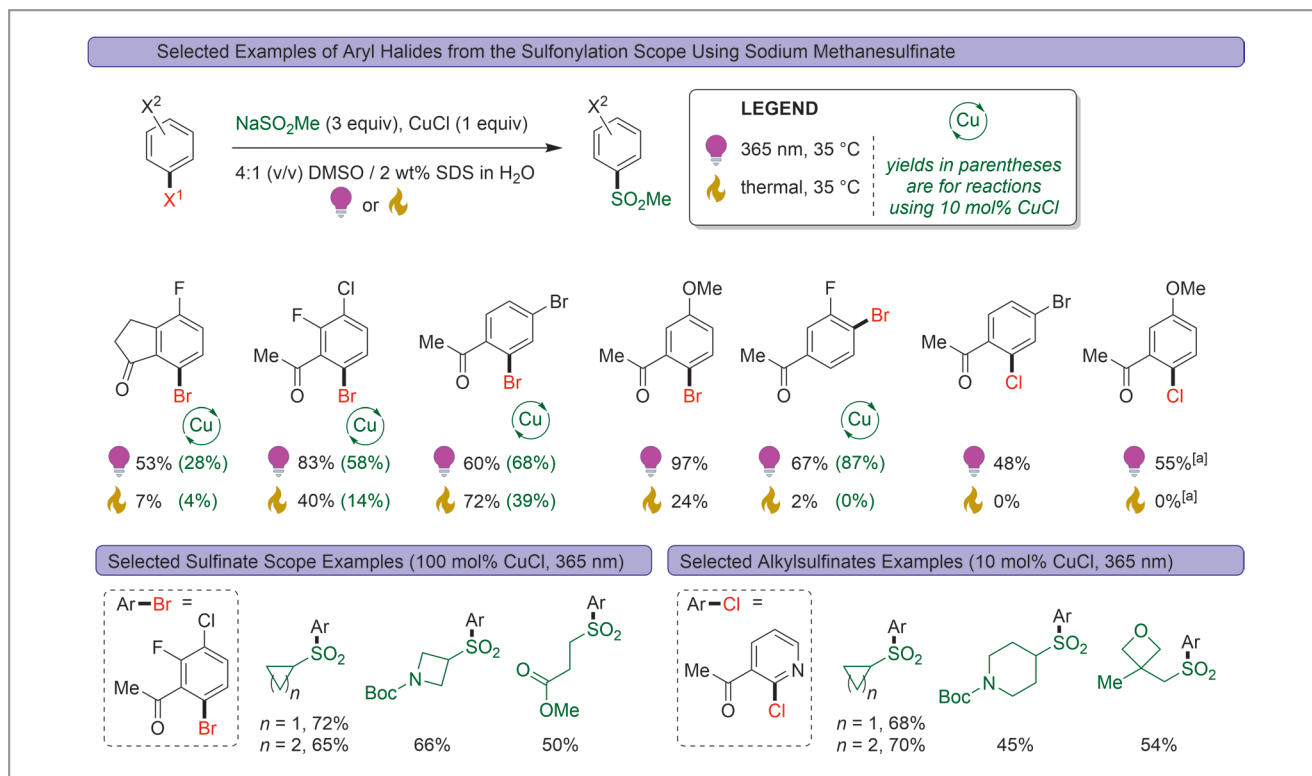 Selected Examples of Aryl Halides from the Sulfonylation Scope Using Sodium Methanesulfinate
X²
X¹
NaSO₂Me (3 equiv), CuCl (1 equiv)
4:1 (v/v) DMSO / 2 wt% SDS in H₂O
or
X²
SO₂Me
LEGEND
365 nm, 35 °C
thermal, 35 °C
Cu
yields in parentheses
are for reactions
using 10 mol% CuCl
F
O
Br
Cu
53% (28%)
7% (4%)
Cl
F
Me
O
Br
Cu
83% (58%)
40% (14%)
Br
Me
O
Br
Cu
60% (68%)
72% (39%)
OMe
Me
O
Br
97%
24%
F
Br
Me
O
Cu
67% (87%)
2% (0%)
Br
Me
O
Cl
48%
0%
OMe
Me
O
Cl
55%[a]
0%[a]
Selected Sulfinate Scope Examples (100 mol% CuCl, 365 nm)
Ar–Br =
Cl
F
Me
O
Br
Ar
SO₂
n
n = 1, 72%
n = 2, 65%
Ar
SO₂
N
Boc
66%
Ar
SO₂
O
OMe
50%
Selected Alkylsulfinates Examples (10 mol% CuCl, 365 nm)
Ar–Cl =
Me
N
O
Cl
Ar
SO₂
n
n = 1, 68%
n = 2, 70%
Ar
SO₂
N
Boc
45%
O
Ar
Me
SO₂
54%